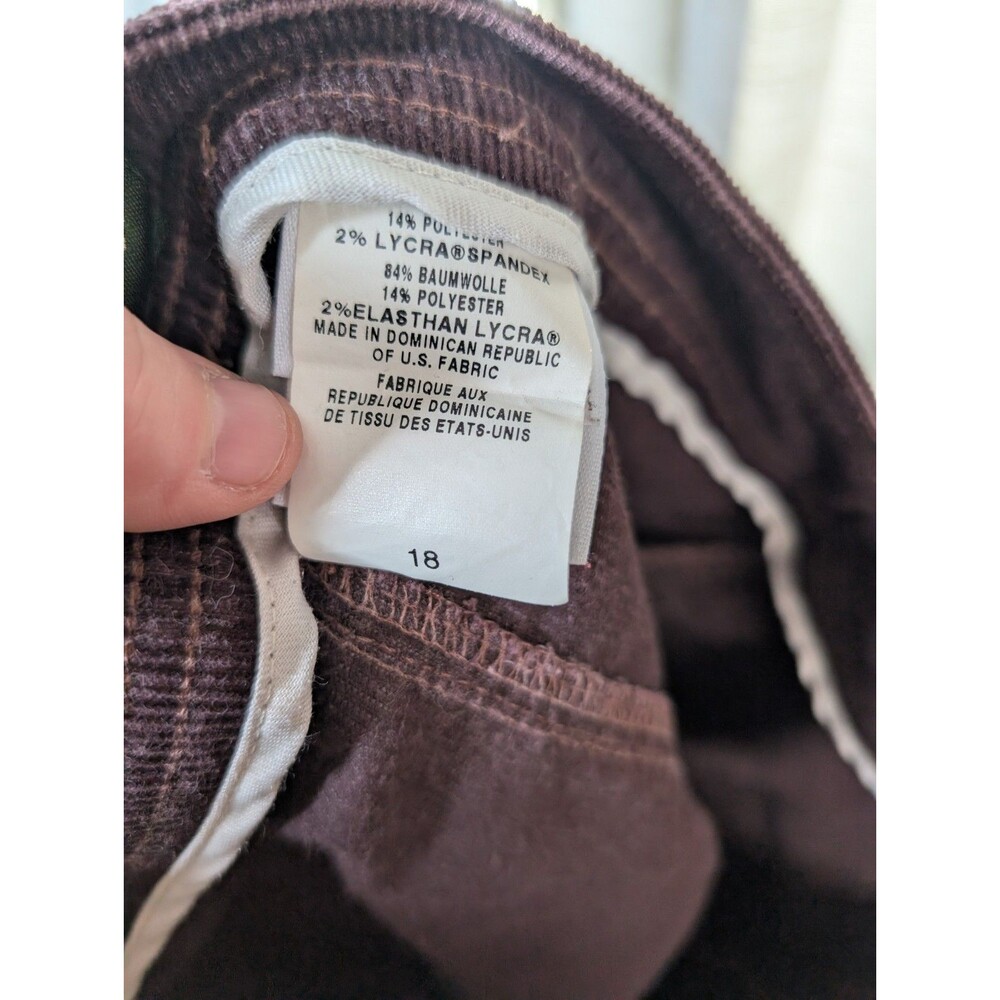 14% POLYESTER
2% LYCRA®SPANDEX
84% BAUMWOLLE
14% POLYESTER
2%ELASTHAN LYCRA®
MADE IN DOMINICAN REPUBLIC
OF U.S. FABRIC
FABRIQUE AUX
REPUBLIQUE DOMINICAINE
DE TISSU DES ETATS-UNIS
18